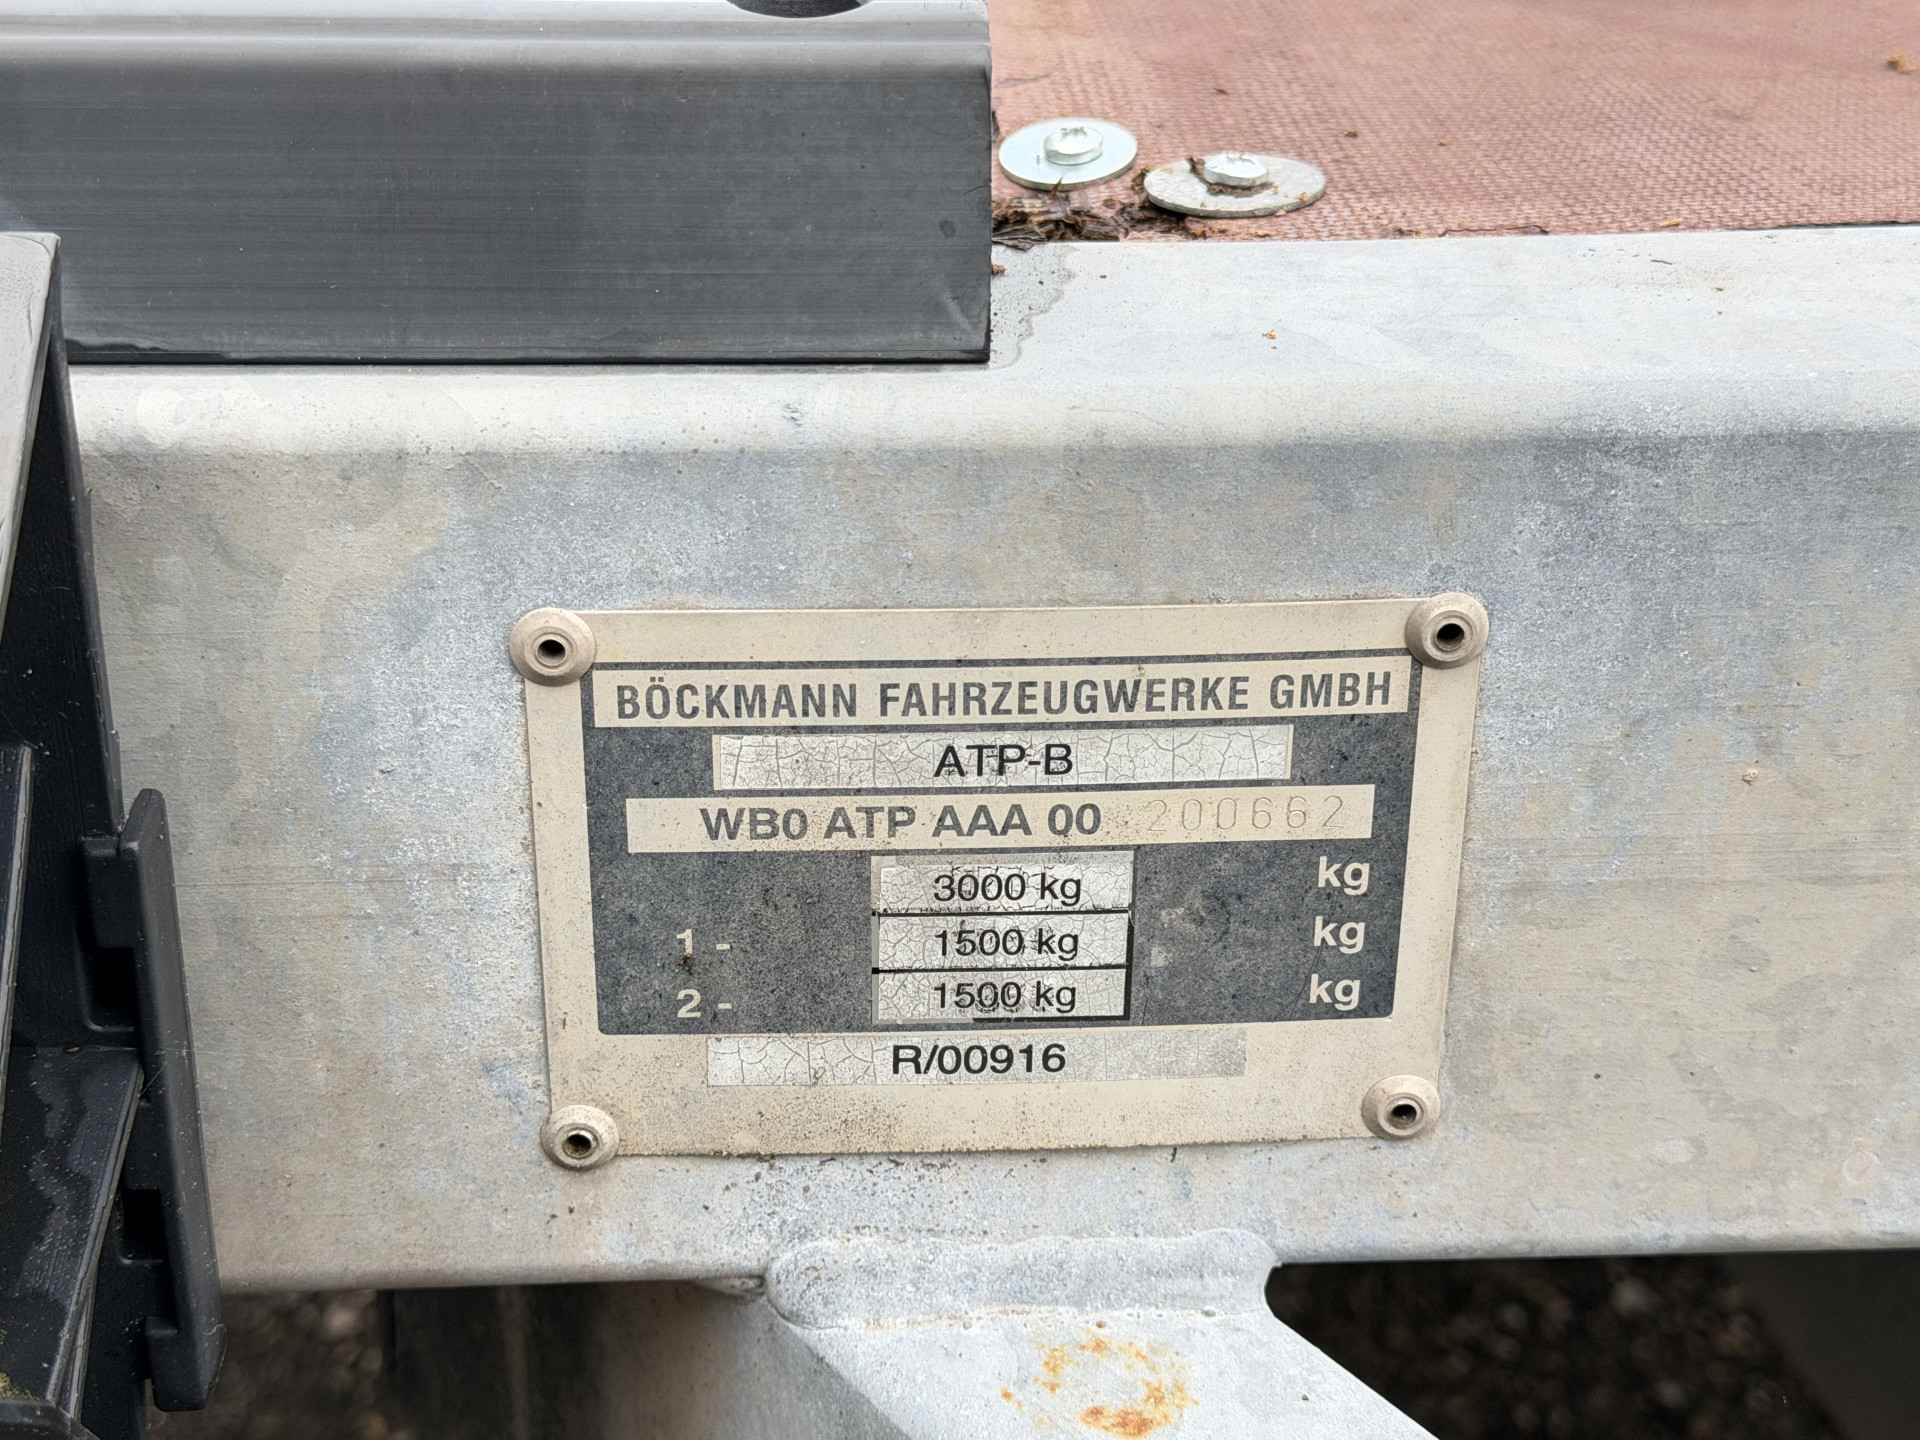 BÖCKMANN FAHRZEUGWERKE GMBH
ATP-B
WB0 ATP AAA 00 200662
3000 kg kg
1 - 1500 kg kg
2 - 1500 kg kg
R/00916